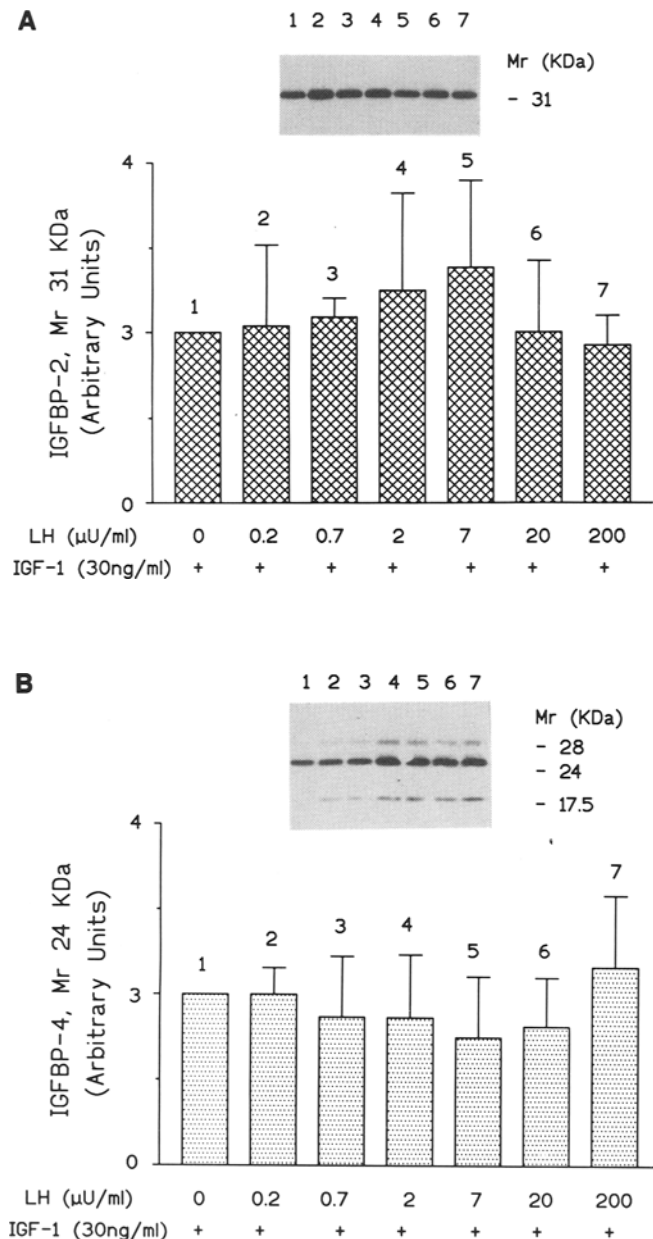 A
1 2 3 4 5 6 7
Mr (KDa)
- 31
IGFBP-2, Mr 31 KDa
(Arbitrary Units)
4
3
0
1
2
3
4
5
6
7
LH (μU/ml) 0 0.2 0.7 2 7 20 200
IGF-1 (30ng/ml) + + + + + + +
B
1 2 3 4 5 6 7
Mr (KDa)
- 28
- 24
- 17.5
IGFBP-4, Mr 24 KDa
(Arbitrary Units)
4
3
0
1
2
3
4
5
6
7
LH (μU/ml) 0 0.2 0.7 2 7 20 200
IGF-1 (30ng/ml) + + + + + + +